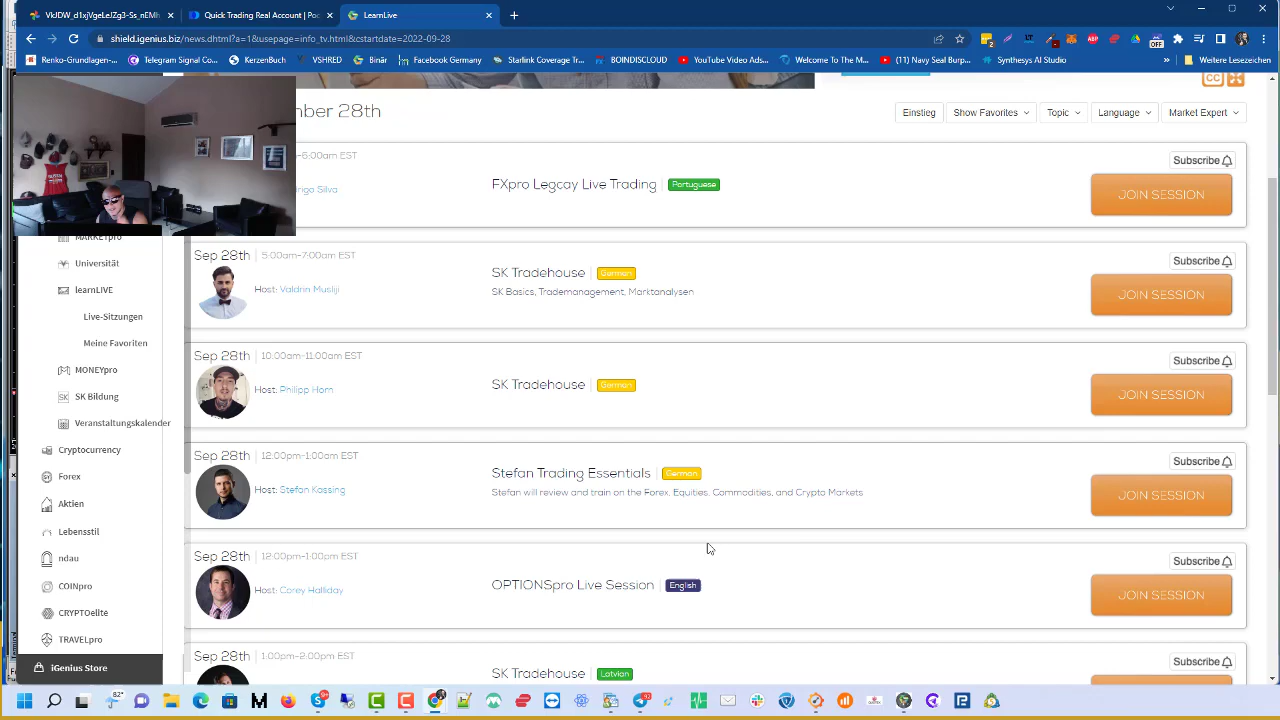 VklDW_d1xjVgeLeJZg3-Ss_nEMh
Quick Trading Real Account | Poc
LearnLive
shield.igenius.biz/news.dhtml?a=1&usepage=info_tv.html&cstartdate=2022-09-28
Renko-Grundlagen-... Telegram Signal Co... KerzenBuch VSHRED Binär Facebook Germany Starlink Coverage Tr... BOINDISCLOUD YouTube Video Ads... Welcome To The M... (11) Navy Seal Burp... Synthesys AI Studio » Weitere Lesezeichen
CC
mber 28th
Einstieg Show Favorites Topic Language Market Expert
-6:00am EST
Subscribe
FXpro Legcay Live Trading Portuguese
JOIN SESSION
Silva
MARKETpro
Universität
learnLIVE
Live-Sitzungen
Meine Favoriten
MONEYpro
SK Bildung
Veranstaltungskalender
Cryptocurrency
Forex
Aktien
Lebensstil
ndau
COINpro
CRYPTOelite
TRAVELpro
iGenius Store
Sep 28th 5:00am-7:00am EST
Subscribe
SK Tradehouse German
Host: Valdrin Musliji
SK Basics, Trademanagement, Marktanalysen
JOIN SESSION
Sep 28th 10:00am-11:00am EST
Subscribe
SK Tradehouse German
Host: Philipp Horn
JOIN SESSION
Sep 28th 12:00pm-1:00am EST
Subscribe
Stefan Trading Essentials German
Host: Stefan Kassing
Stefan will review and train on the Forex, Equities, Commodities, and Crypto Markets
JOIN SESSION
Sep 28th 12:00pm-1:00pm EST
Subscribe
OPTIONSpro Live Session English
Host: Corey Halliday
JOIN SESSION
Sep 28th 1:00pm-2:00pm EST
Subscribe
SK Tradehouse Latvian